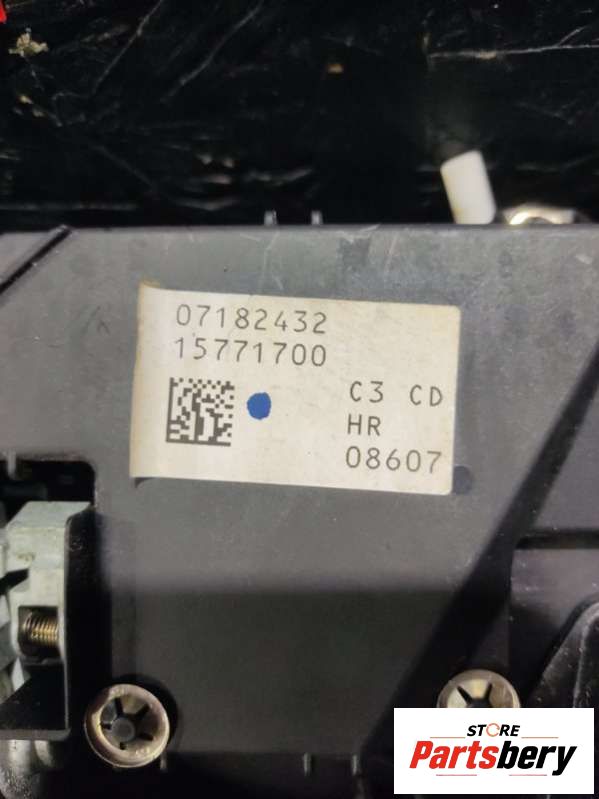 07182432
15771700
C3 CD
HR
08607
STORE
Partsbery